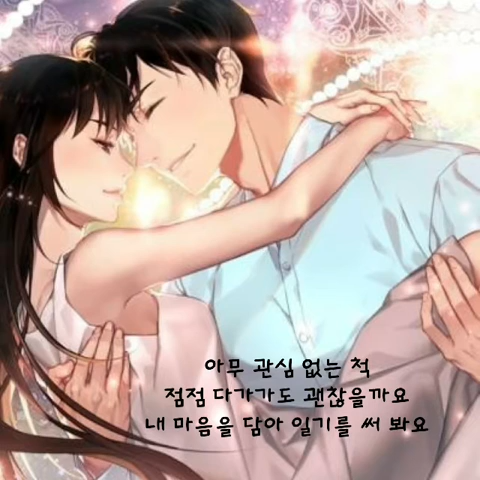 아무 관심 없는 척
점점 다가가도 괜찮을까요
내 마음을 담아 일기를 써 봐요